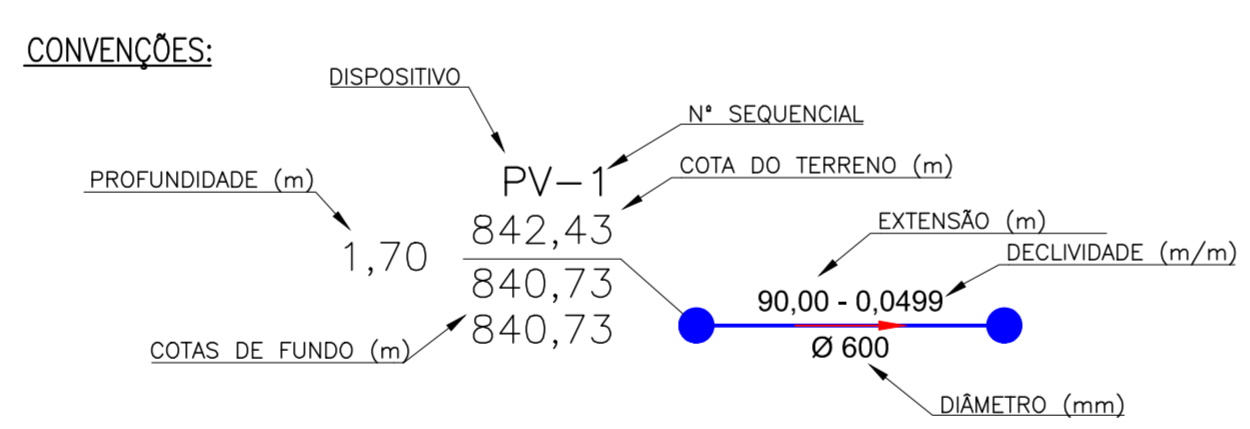 CONVENÇÕES:
DISPOSITIVO
Nº SEQUENCIAL
PV-1
COTA DO TERRENO (m)
PROFUNDIDADE (m)
842,43
1,70
EXTENSÃO (m)
DECLIVIDADE (m/m)
840,73
90,00 - 0,0499
840,73
Ø 600
COTAS DE FUNDO (m)
DIÂMETRO (mm)